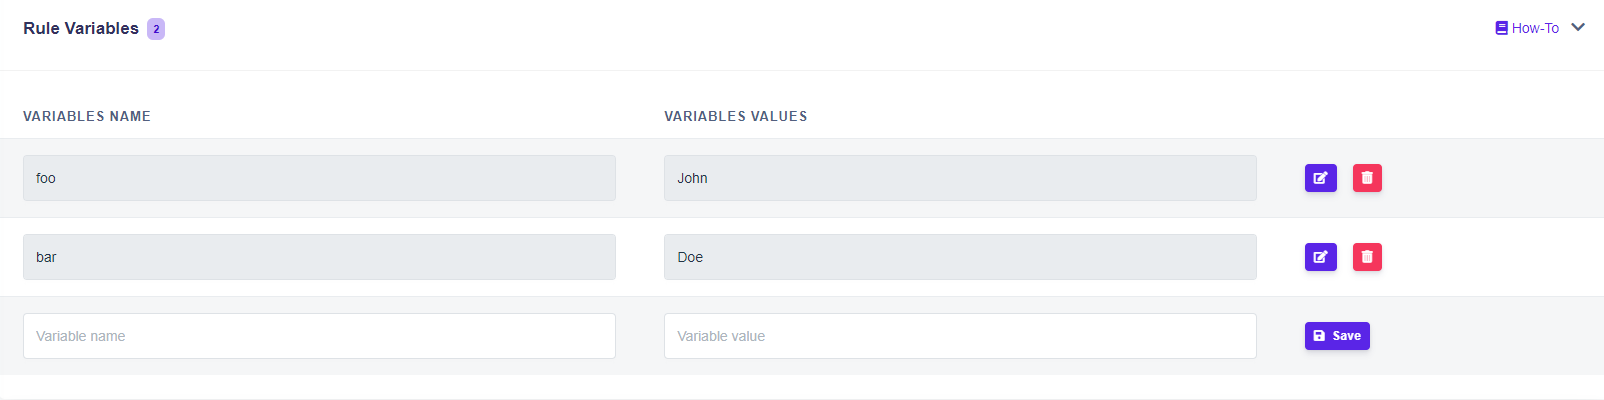 Rule Variables 2
How-To
VARIABLES NAME VARIABLES VALUES
foo John
bar Doe
Variable name Variable value Save